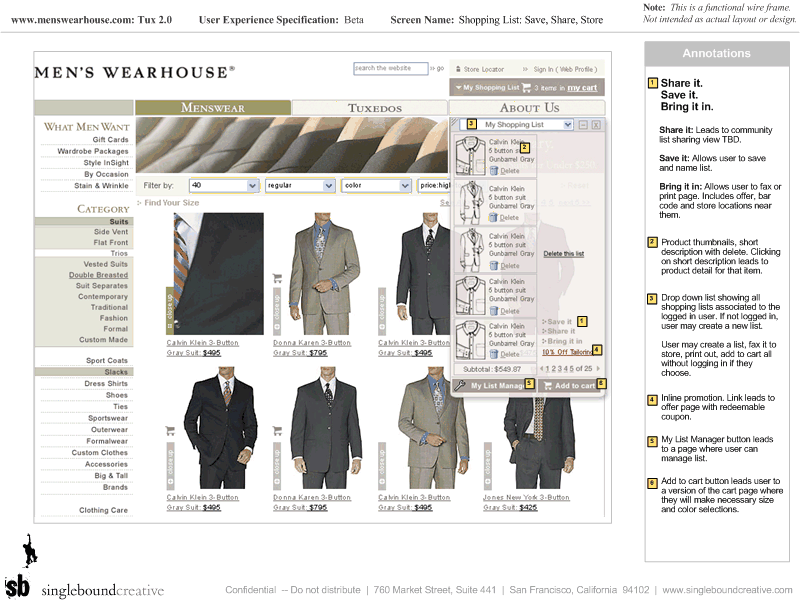 www.menswearhouse.com: Tux 2.0 User Experience Specification: Beta Screen Name: Shopping List: Save, Share, Store
Note: This is a functional wire frame.
Not intended as actual layout or design.
MEN'S WEARHOUSE®
search the website >> go
Store Locator >> Sign In ( Web Profile )
My Shopping List 3 items in my cart
MENSWEAR TUXEDOS ABOUT US
WHAT MEN WANT
Gift Cards
Wardrobe Packages
Style InSight
By Occasion
Stain & Wrinkle
CATEGORY
Suits
Side Vent
Flat Front
Trios
Vested Suits
Double Breasted
Suit Separates
Contemporary
Traditional
Fashion
Formal
Custom Made
Sport Coats
Slacks
Dress Shirts
Shoes
Ties
Sportswear
Outerwear
Formalwear
Custom Clothes
Accessories
Big & Tall
Brands
Clothing Care
Filter by: 40 regular color price:high
> Find Your Size
close up
close up
close up
Calvin Klein 3-Button
Gray Suit: $495
Donna Karen 3-Button
Gray Suit: $795
Calvin Klein 3-Button
Gray Suit: $495
close up
close up
close up
close up
Calvin Klein 3-Button
Gray Suit: $495
Donna Karen 3-Button
Gray Suit: $795
Calvin Klein 3-Button
Gray Suit: $495
Jones New York 3-Button
Gray Suit: $425
3 My Shopping List X
Calvin Klein
5 button suit
Gunbarrel Gray
Delete
2
Calvin Klein
5 button suit
Gunbarrel Gray
Delete
Calvin Klein
5 button suit
Gunbarrel Gray
Delete
Calvin Klein
5 button suit
Gunbarrel Gray
Delete
Calvin Klein
5 button suit
Gunbarrel Gray
Delete
Delete this list
> Save it 1
> Share it
> Bring it in
10% Off Tailoring 4
Subtotal : $549.87 1 2 3 4 5 of 25
My List Manager 5 Add to cart 6
Annotations
1 Share it.
Save it.
Bring it in.
Share it: Leads to community
list sharing view TBD.
Save it: Allows user to save
and name list.
Bring it in: Allows user to fax or
print page. Includes offer, bar
code and store locations near
them.
2 Product thumbnails, short
description with delete. Clicking
on short description leads to
product detail for that item.
3 Drop down list showing all
shopping lists associated to the
logged in user. If not logged in,
user may create a new list.
User may create a list, fax it to
store, print out, add to cart all
without logging in if they
choose.
4 Inline promotion. Link leads to
offer page with redeemable
coupon.
5 My List Manager button leads
to a page where user can
manage list.
6 Add to cart button leads user to
a version of the cart page where
they will make necessary size
and color selections.
sb singleboundcreative
Confidential – Do not distribute | 760 Market Street, Suite 441 | San Francisco, California 94102 | www.singleboundcreative.com